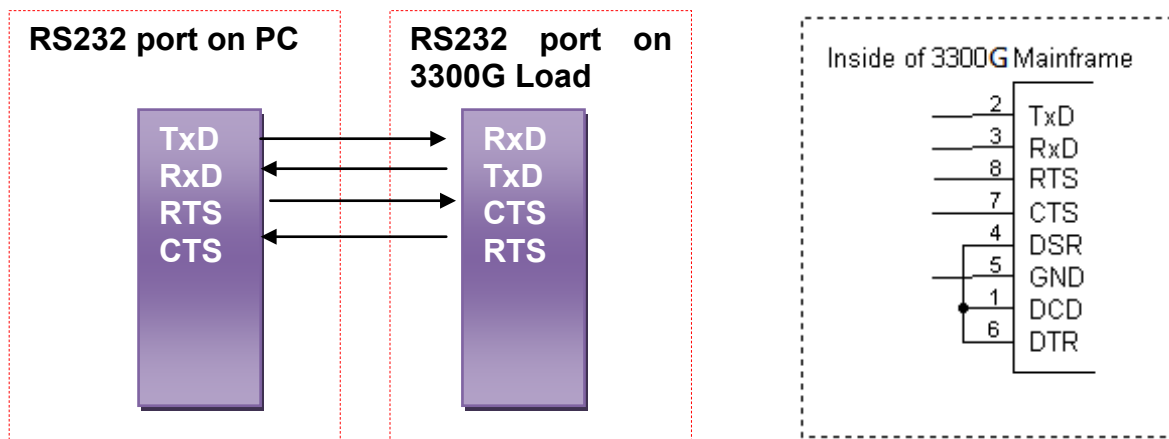 RS232 port on PC
RS232 port on
3300G Load
TxD
RxD
RTS
CTS
RxD
TxD
CTS
RTS
Inside of 3300G Mainframe
2 TxD
3 RxD
8 RTS
7 CTS
4 DSR
5 GND
1 DCD
6 DTR